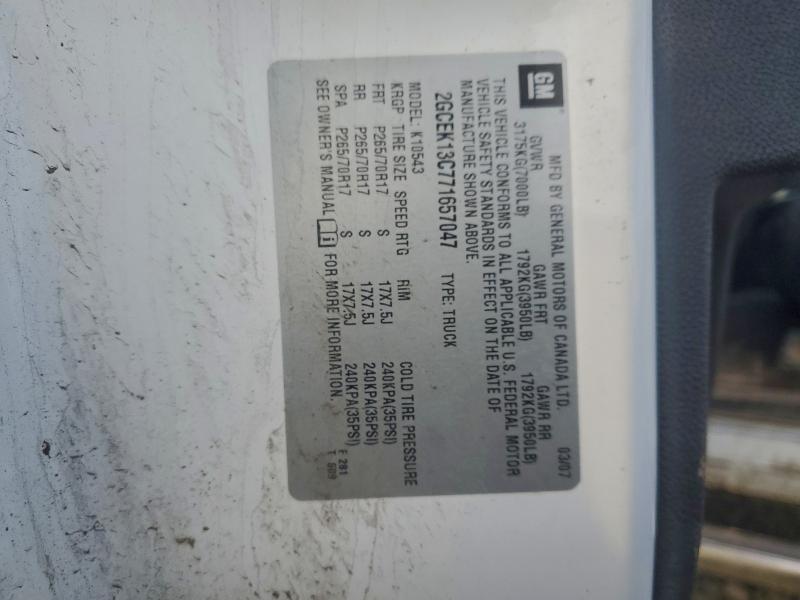 GM
MFD BY GENERAL MOTORS OF CANADA LTD. 03/07
GVWR GAWR FRT GAWR RR
3175KG(7000LB) 1792KG(3950LB) 1792KG(3950LB)
THIS VEHICLE CONFORMS TO ALL APPLICABLE U.S. FEDERAL MOTOR
VEHICLE SAFETY STANDARDS IN EFFECT ON THE DATE OF
MANUFACTURE SHOWN ABOVE.
2GCEK13C771657047 TYPE: TRUCK
MODEL: K10543
KRGP TIRE SIZE SPEED RTG RIM COLD TIRE PRESSURE
FRT P265/70R17 S 17X7.5J 240KPA(35PSI)
RR P265/70R17 S 17X7.5J 240KPA(35PSI)
SPA P265/70R17 S 17X7.5J 240KPA(35PSI)
SEE OWNER'S MANUAL i FOR MORE INFORMATION. F 281
T 509